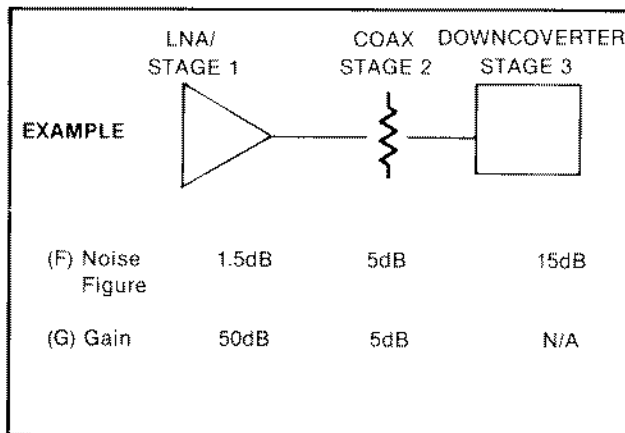 LNA/ COAX DOWNCOVERTER
STAGE 1 STAGE 2 STAGE 3
EXAMPLE
(F) Noise 1.5dB 5dB 15dB
Figure
(G) Gain 50dB 5dB N/A